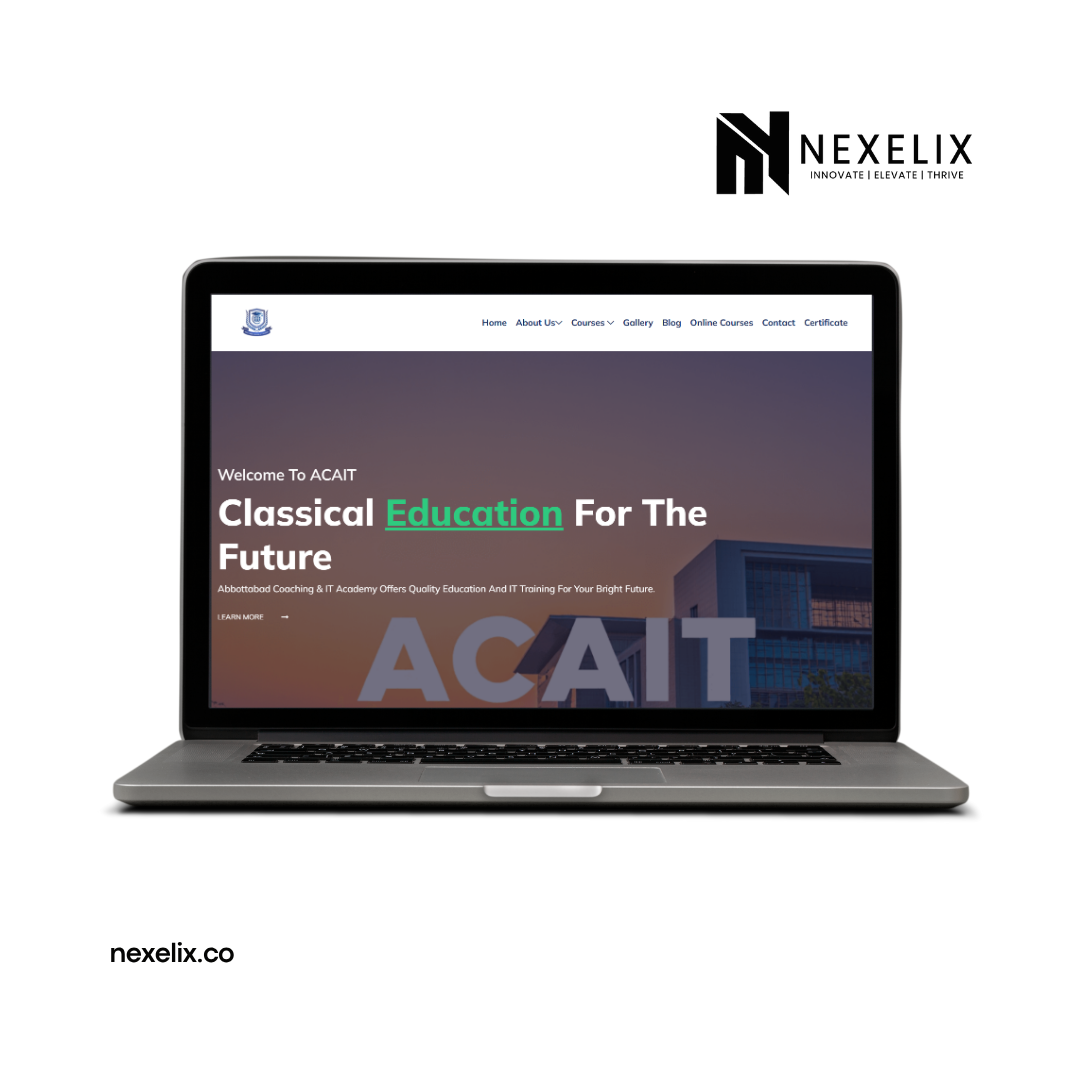 NEXELIX
INNOVATE | ELEVATE | THRIVE
Home About Us Courses Gallery Blog Online Courses Contact Certificate
Welcome To ACAIT
Classical Education For The
Future
Abbottabad Coaching & IT Academy Offers Quality Education And IT Training For Your Bright Future.
LEARN MORE →
ACAIT
nexelix.co